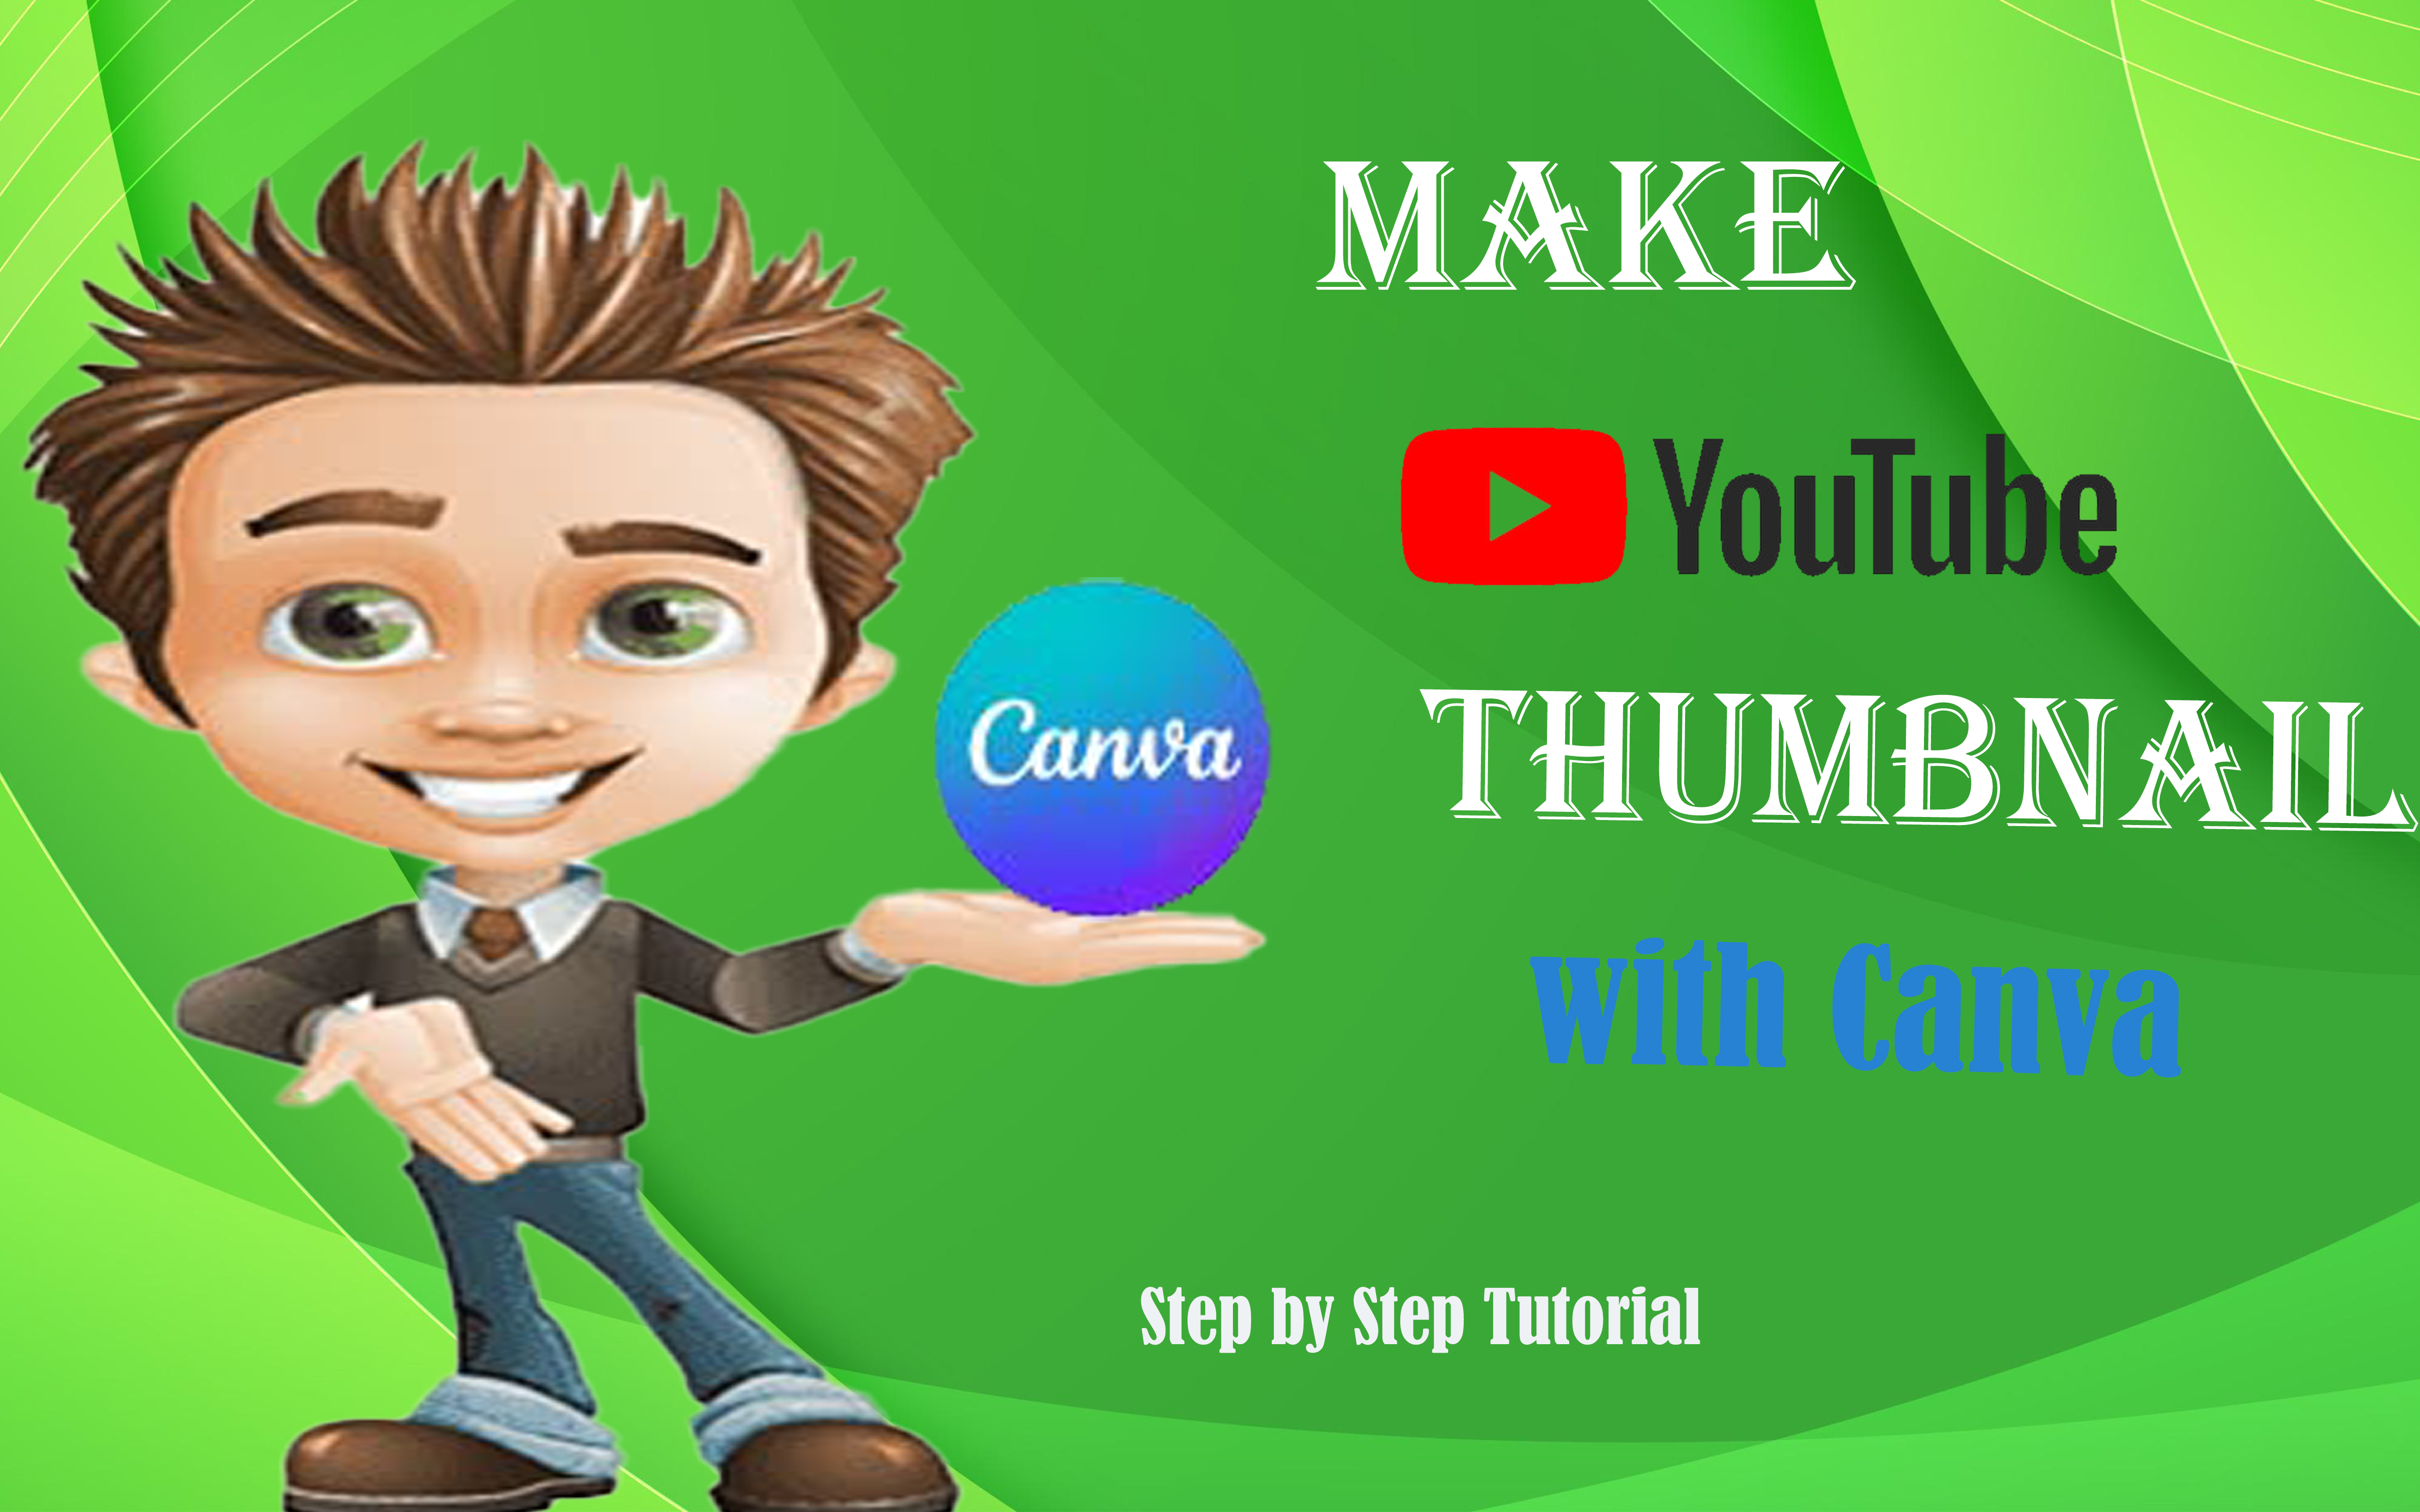 MAKE
YouTube
THUMBNAIL
Canva
with Canva
Step by Step Tutorial